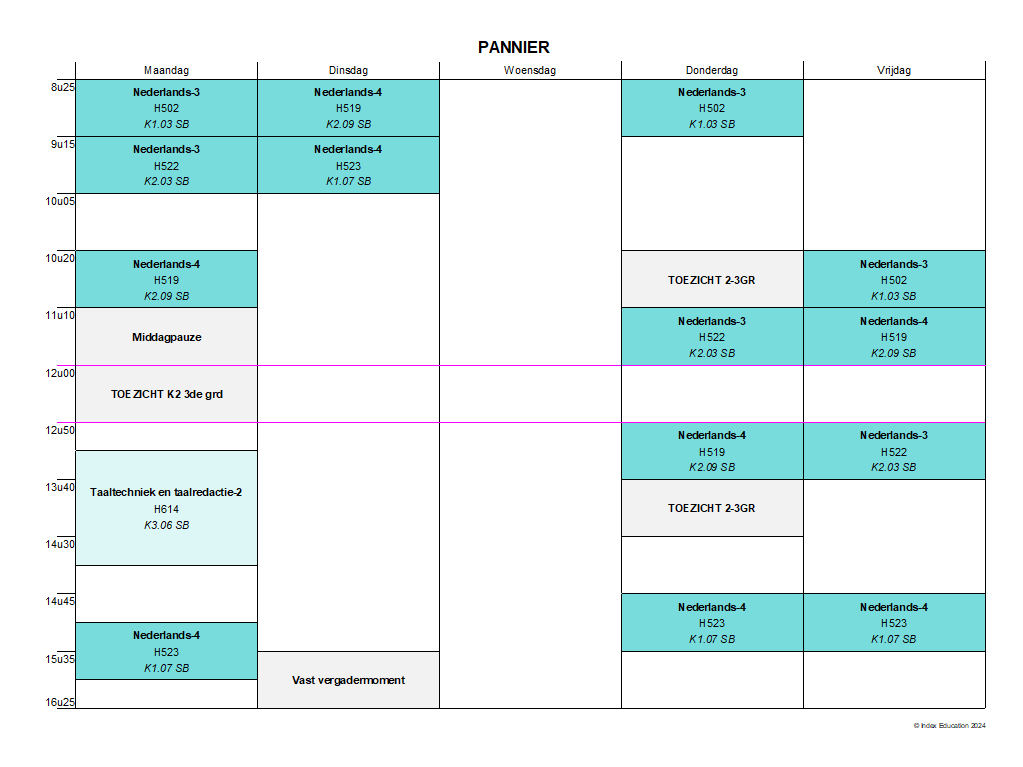 PANNIER
Maandag Dinsdag Woensdag Donderdag Vrijdag
8u25
Nederlands-3 Nederlands-4 Nederlands-3
H502 H519 H502
K1.03 SB K2.09 SB K1.03 SB
9u15
Nederlands-3 Nederlands-4
H522 H523
K2.03 SB K1.07 SB
10u05
10u20
Nederlands-4 TOEZICHT 2-3GR Nederlands-3
H519 H502
K2.09 SB K1.03 SB
11u10
Middagpauze Nederlands-3 Nederlands-4
H522 H519
K2.03 SB K2.09 SB
12u00
TOEZICHT K2 3de grd
12u50
Nederlands-4 Nederlands-3
H519 H522
K2.09 SB K2.03 SB
13u40
Taaltechniek en taalredactie-2 TOEZICHT 2-3GR
H614
K3.06 SB
14u30
14u45
Nederlands-4 Nederlands-4
H523 H523
K1.07 SB K1.07 SB
Nederlands-4
H523
K1.07 SB
15u35
Vast vergadermoment
16u25
© Index Education 2024